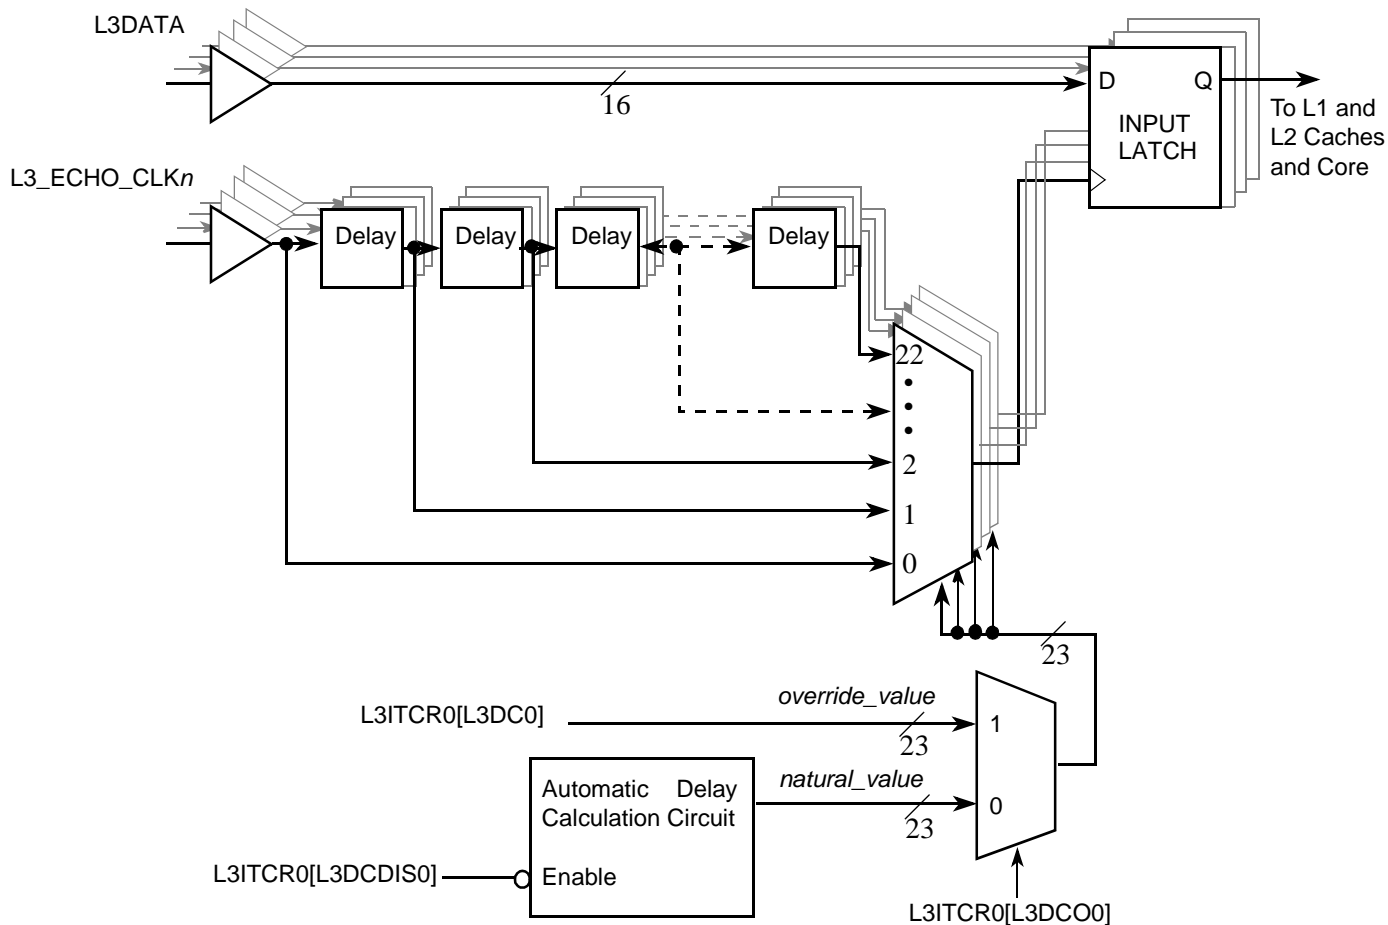 L3DATA
16
D Q
INPUT
LATCH
To L1 and
L2 Caches
and Core
L3_ECHO_CLKn
Delay Delay Delay Delay
22
2
1
0
23
override_value
L3ITCR0[L3DC0]
23
1
Automatic Delay
Calculation Circuit
natural_value
23
0
L3ITCR0[L3DCDIS0]
Enable
L3ITCR0[L3DCO0]